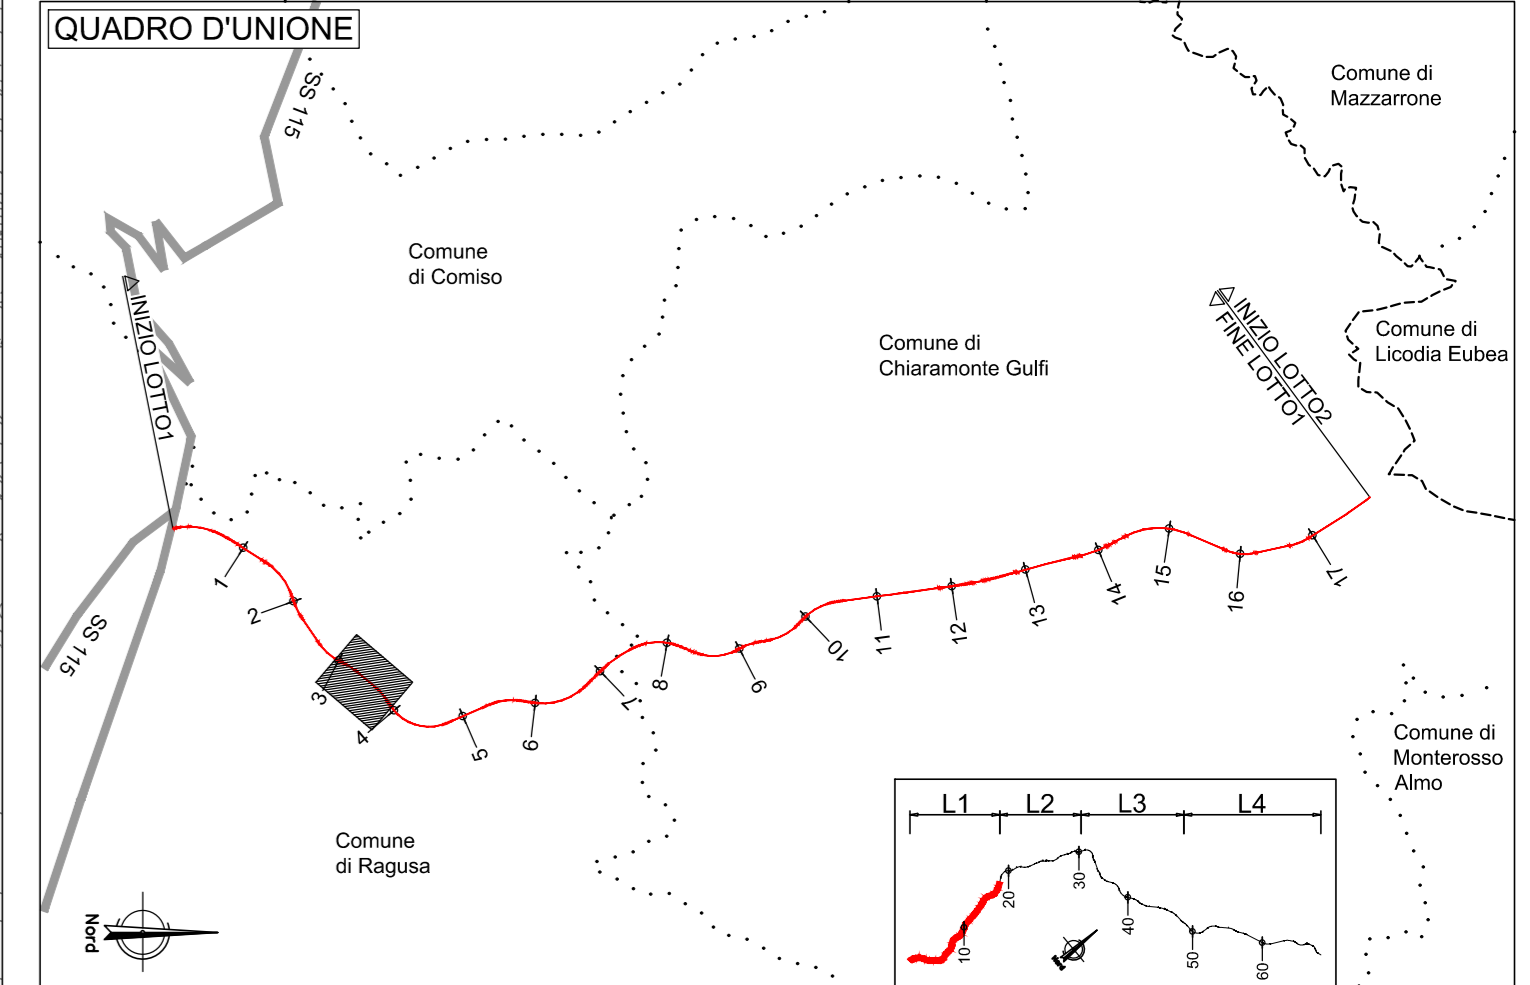 QUADRO D'UNIONE
SS 115
Comune di
Mazzarrone
Comune
di Comiso
INIZIO LOTTO1
Comune di
Chiaramonte Gulfi
INIZIO LOTTO2
FINE LOTTO1
Comune di
Licodia Eubea
1
2
3
4
5
6
7
8
9
10
11
12
13
14
15
16
17
SS 115
Comune
di Ragusa
Comune di
Monterosso
Almo
Nord
L1 L2 L3 L4
10
20
30
40
50
60